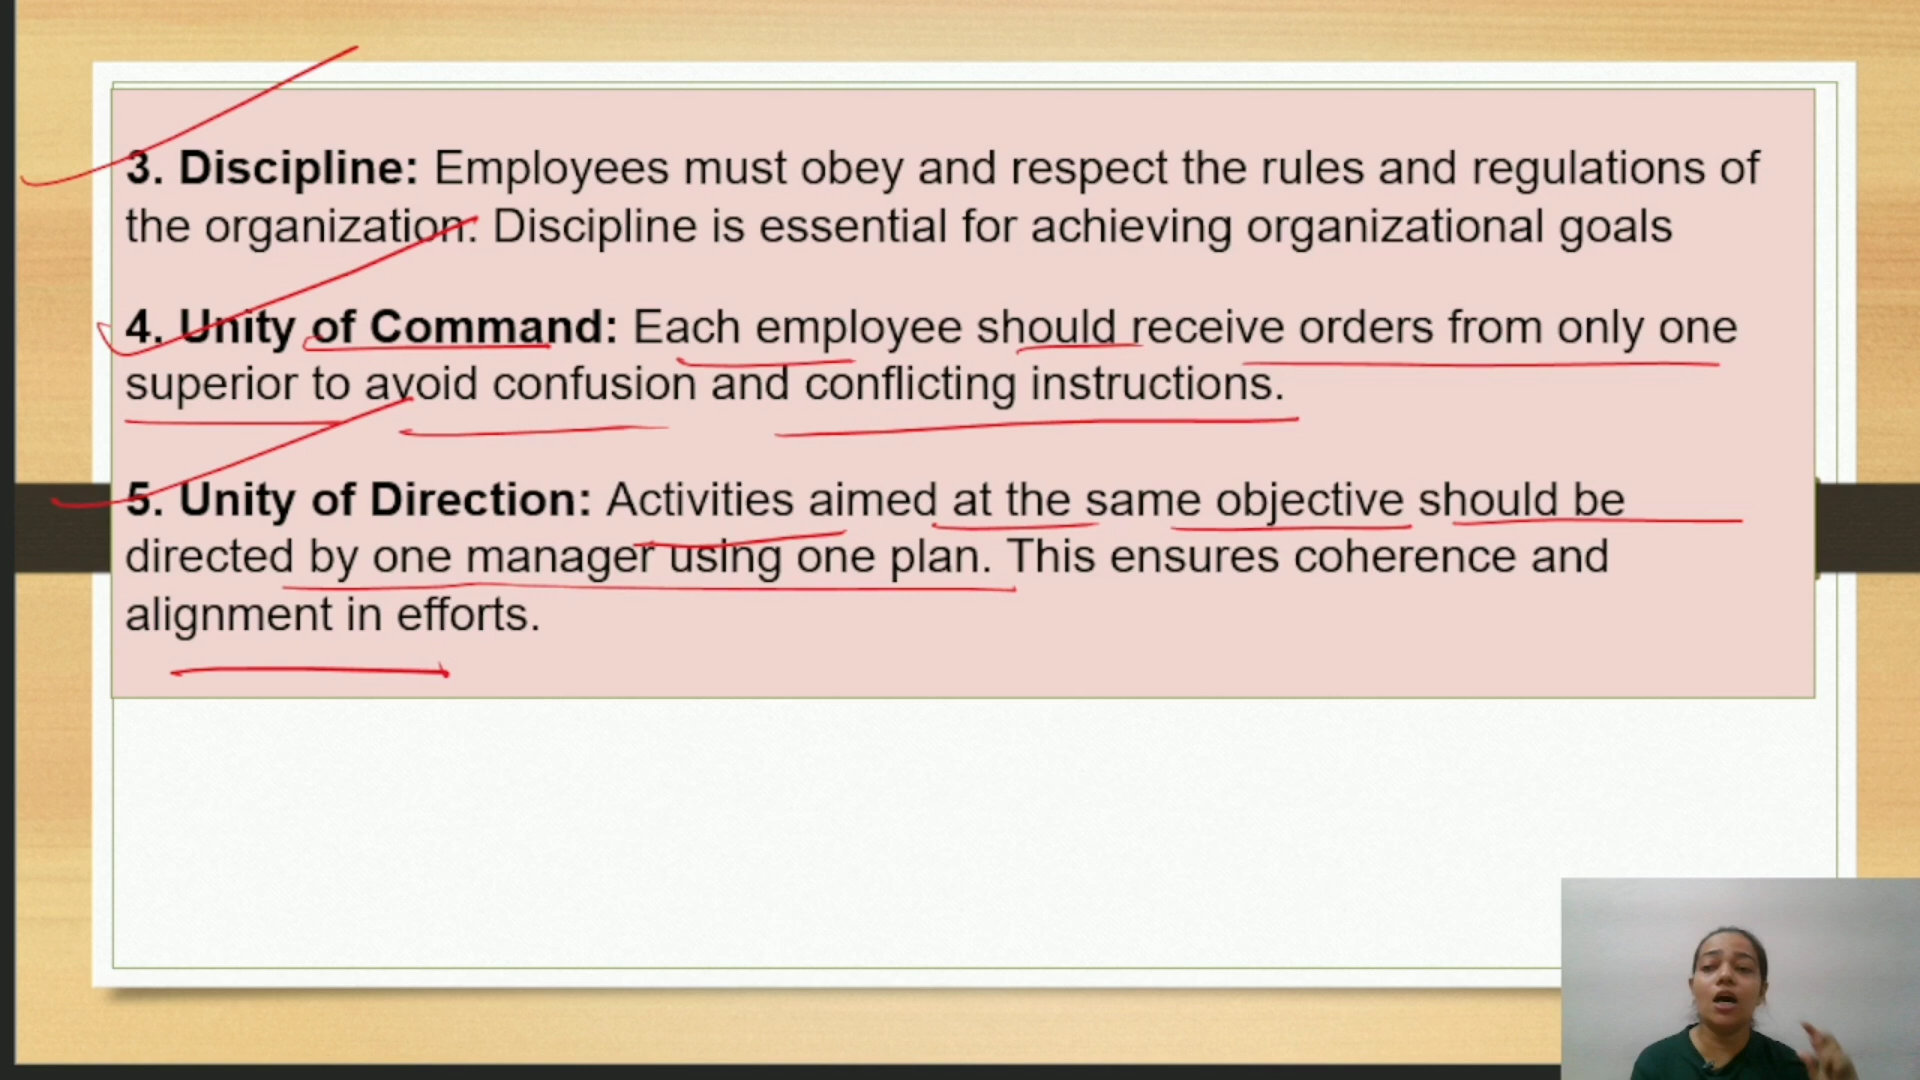 3. Discipline: Employees must obey and respect the rules and regulations of
the organization. Discipline is essential for achieving organizational goals
4. Unity of Command: Each employee should receive orders from only one
superior to avoid confusion and conflicting instructions.
5. Unity of Direction: Activities aimed at the same objective should be
directed by one manager using one plan. This ensures coherence and
alignment in efforts.